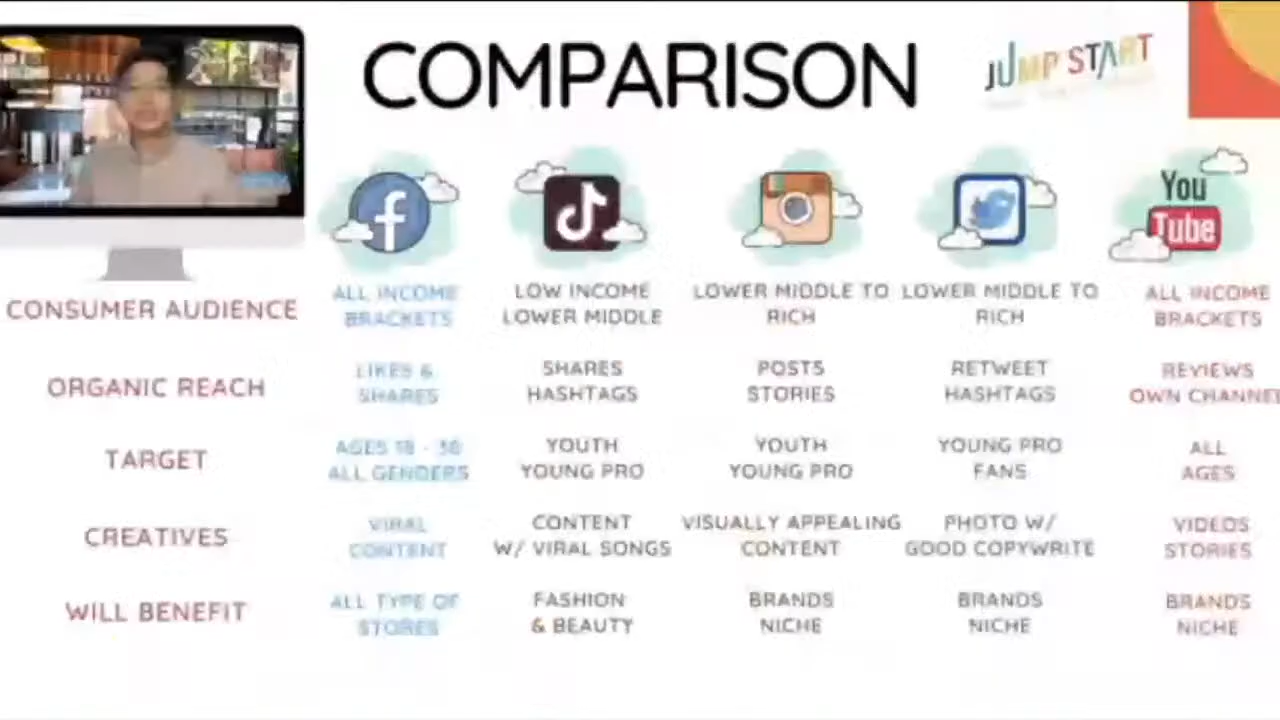 COMPARISON
JUMP START
You
Tube
CONSUMER AUDIENCE
ALL INCOME
BRACKETS
LOW INCOME
LOWER MIDDLE
LOWER MIDDLE TO
RICH
LOWER MIDDLE TO
RICH
ALL INCOME
BRACKETS
ORGANIC REACH
LIKES &
SHARES
SHARES
HASHTAGS
POSTS
STORIES
RETWEET
HASHTAGS
REVIEWS
OWN CHANNEL
TARGET
AGES 18 -
ALL GENDERS
YOUTH
YOUNG PRO
YOUTH
YOUNG PRO
YOUNG PRO
FANS
ALL
AGES
CREATIVES
VIRAL
CONTENT
CONTENT
W/ VIRAL SONGS
VISUALLY APPEALING
CONTENT
PHOTO W/
GOOD COPYWRITE
VIDEOS
STORIES
WILL BENEFIT
ALL TYPE OF
STORES
FASHION
& BEAUTY
BRANDS
NICHE
BRANDS
NICHE
BRANDS
NICHE